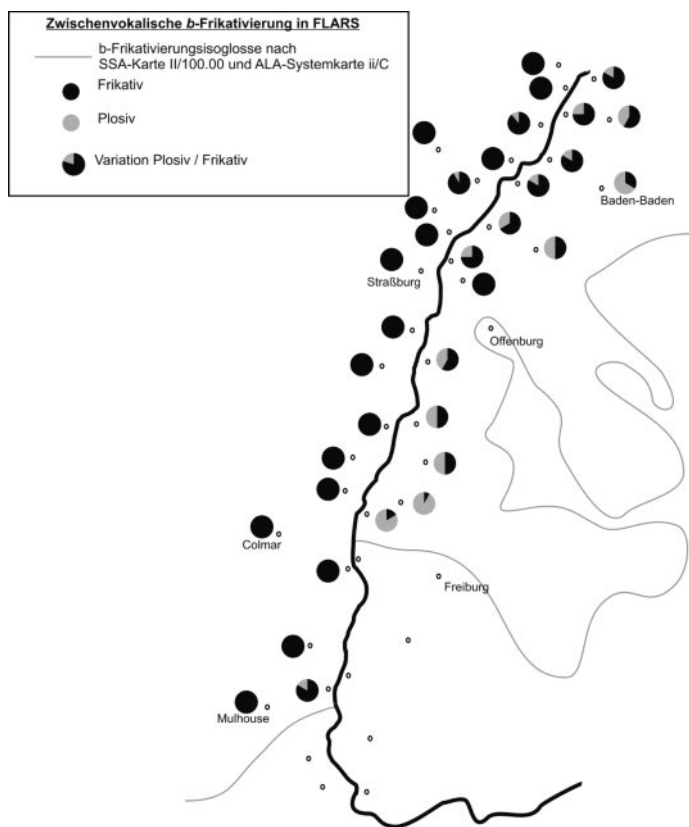 Zwischenvokalische b-Frikativierung in FLARS
b-Frikativierungsisoglosse nach
SSA-Karte II/100.00 und ALA-Systemkarte ii/C
Frikativ
Plosiv
Variation Plosiv / Frikativ
Baden-Baden
Straßburg
Offenburg
Colmar
Freiburg
Mulhouse